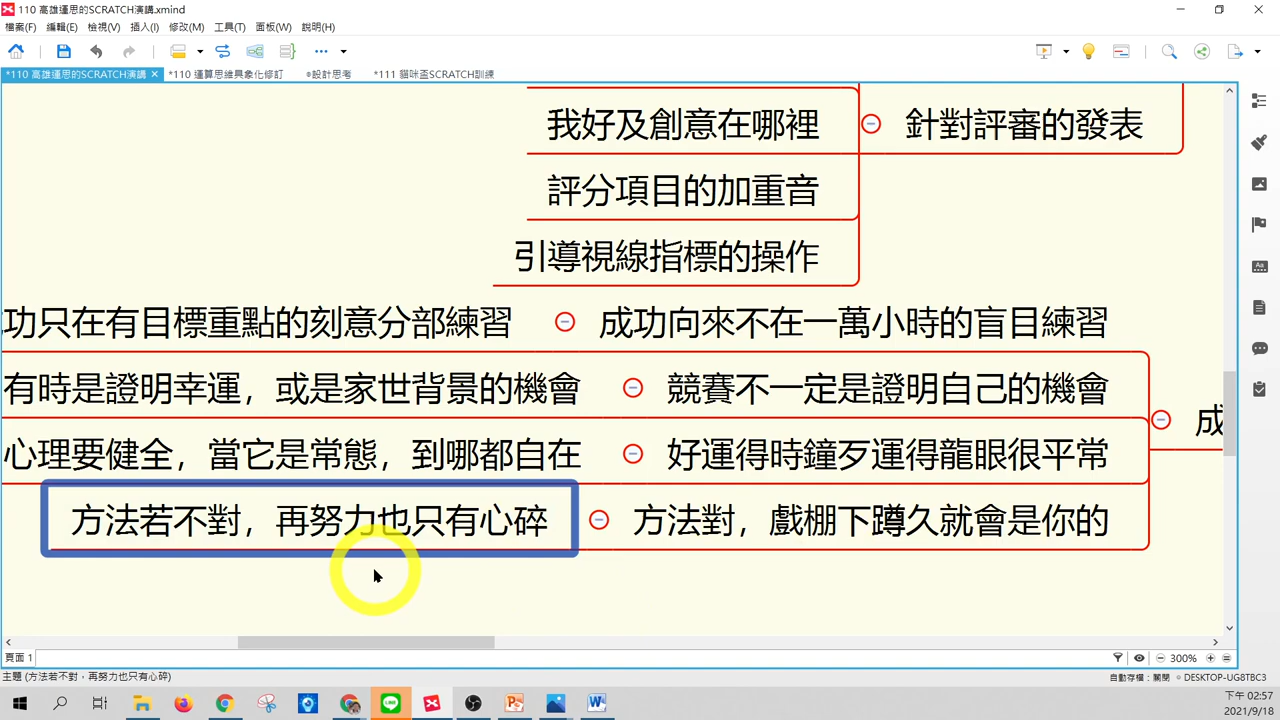 110 高雄運思的SCRATCH演講.xmind
檔案(F) 編輯(E) 檢視(V) 插入(I) 修改(M) 工具(T) 面板(W) 説明(H)
*110 高雄運思的SCRATCH演講 *110 運算思維具象化修訂 設計思考 *111 貓咪盃SCRATCH訓練
我好及創意在哪裡 針對評審的發表
評分項目的加重音
引導視線指標的操作
功只在有目標重點的刻意分部練習 成功向來不在一萬小時的盲目練習
有時是證明幸運，或是家世背景的機會 競賽不一定是證明自己的機會
成
心理要健全，當它是常態，到哪都自在 好運得時鐘歹運得龍眼很平常
方法若不對，再努力也只有心碎 方法對，戲棚下蹲久就會是你的
頁面 1 300%
主題 (方法若不對，再努力也只有心碎) 自動存檔：關閉 DESKTOP-UG8TBC3
下午 02:57
2021/9/18